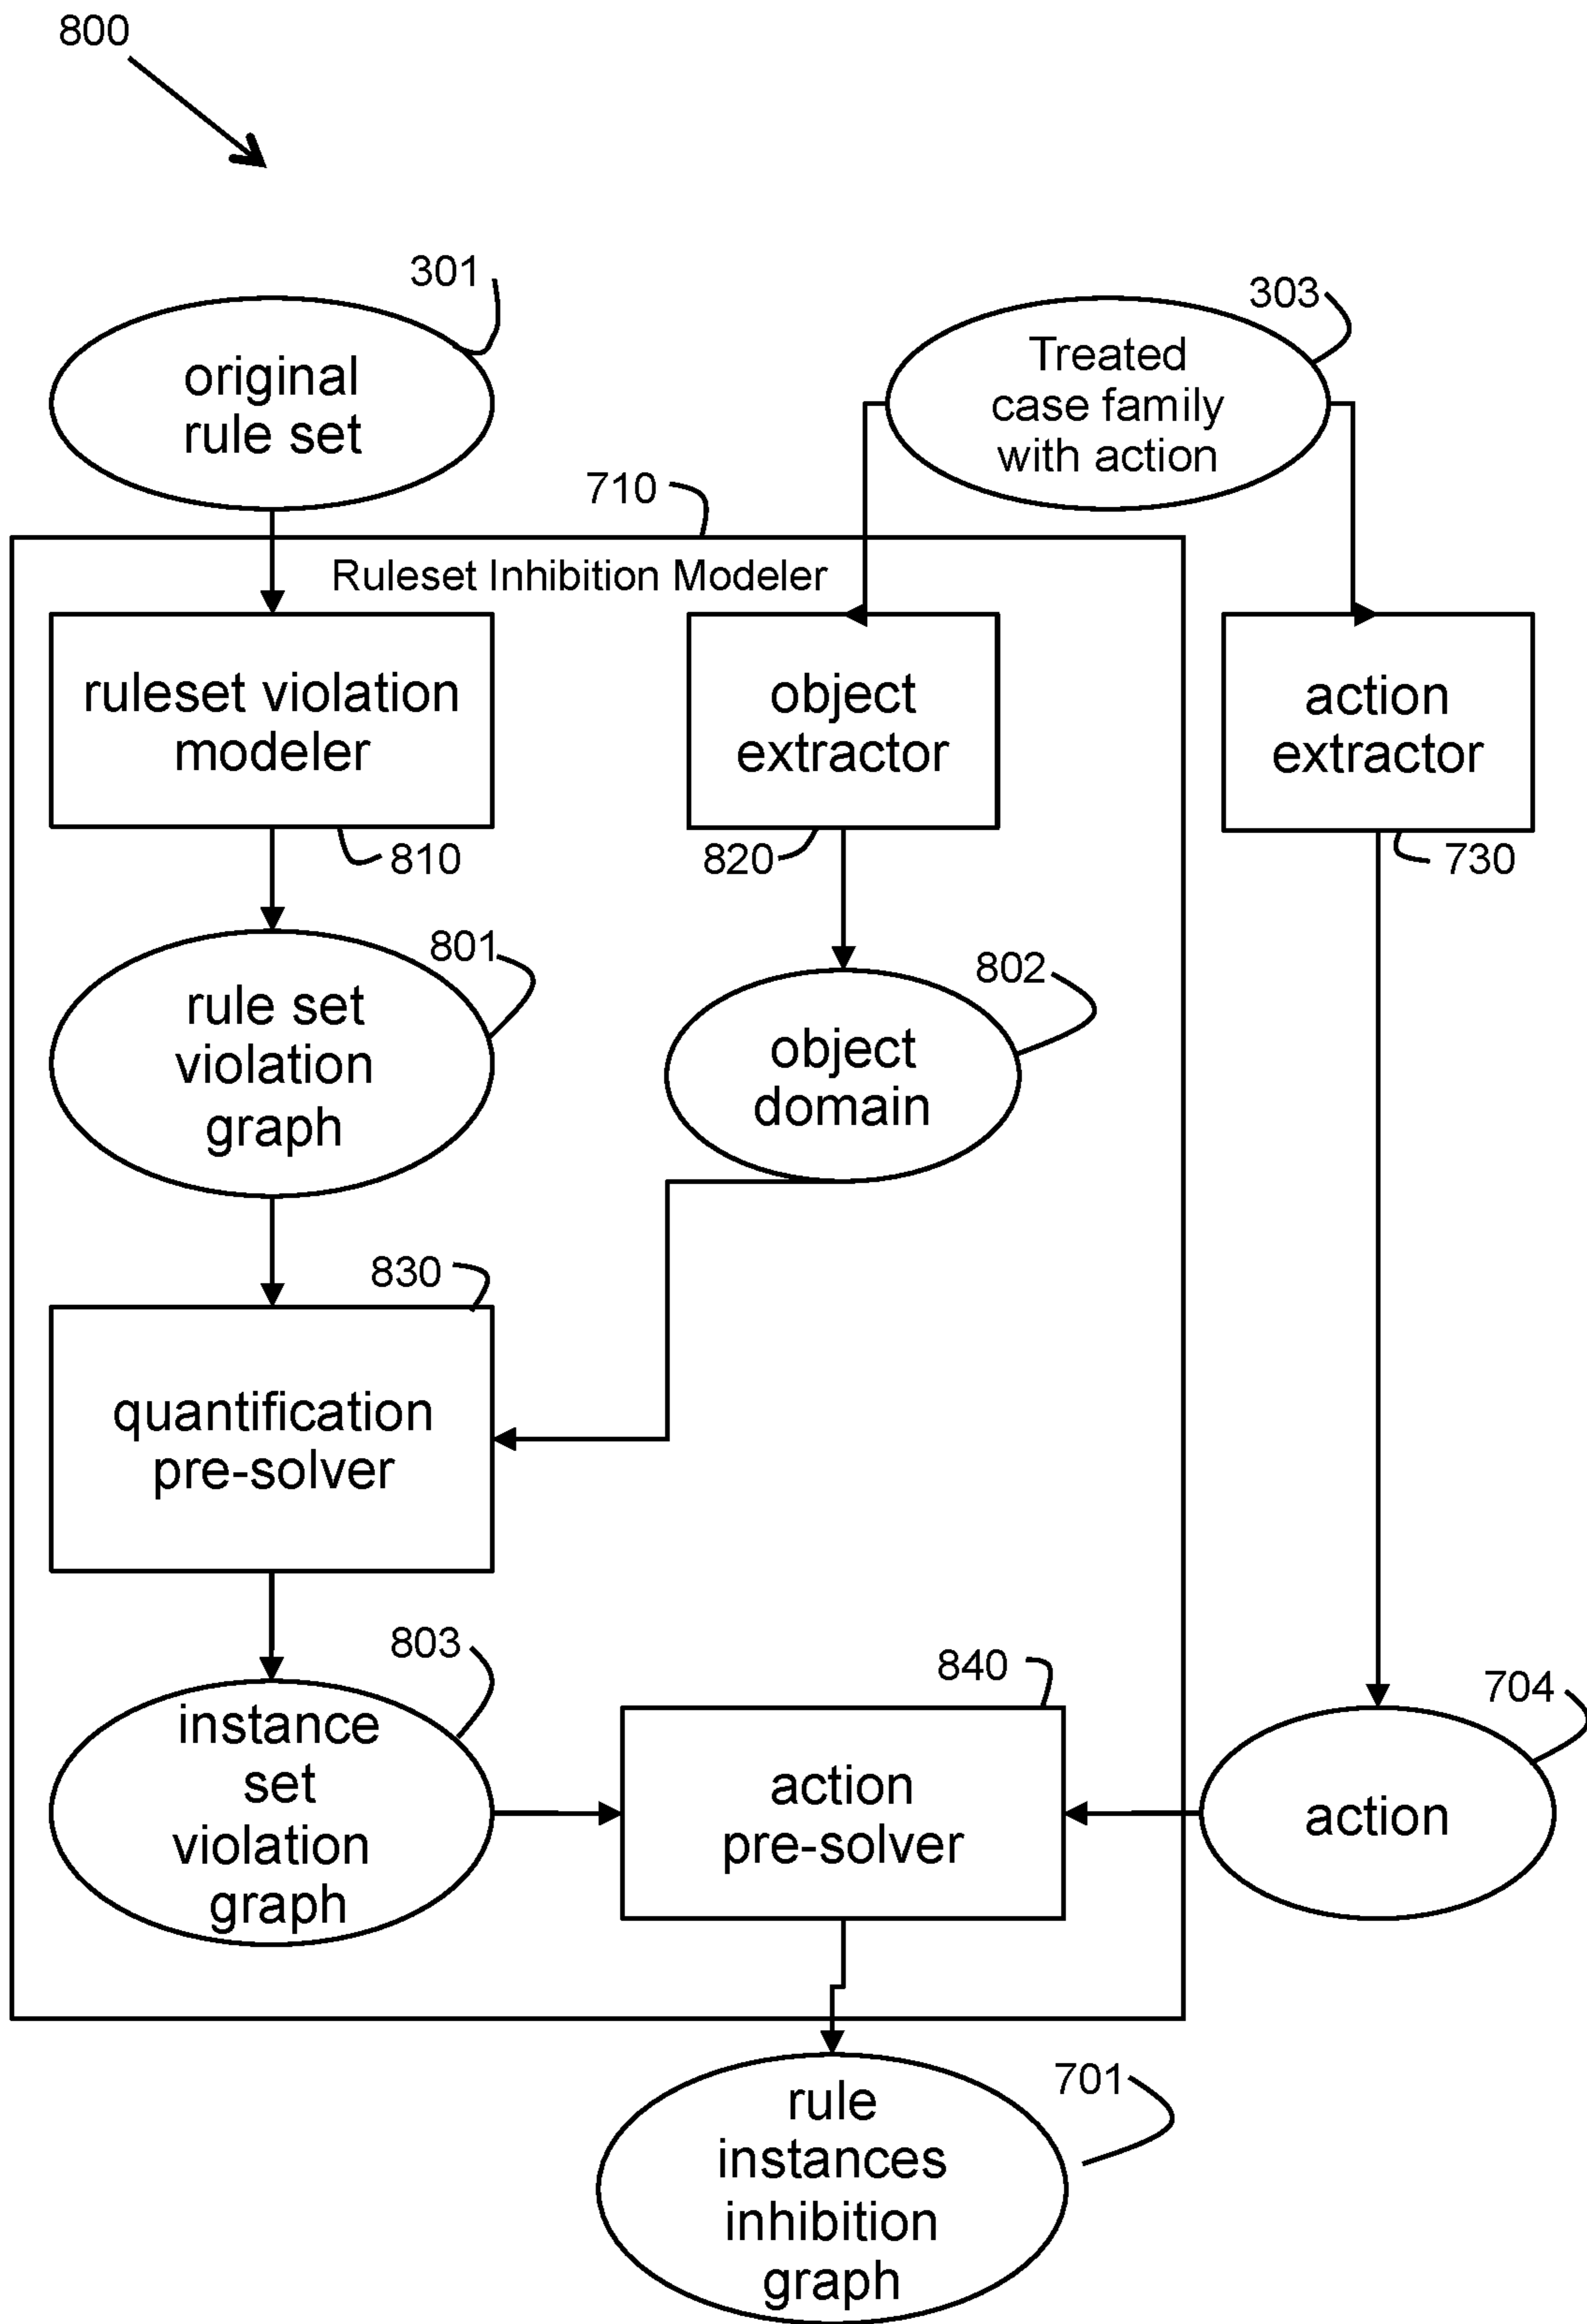 800
301
original
rule set
303
Treated
case family
with action
710
Ruleset Inhibition Modeler
ruleset violation
modeler
810
object
extractor
820
action
extractor
730
801
rule set
violation
graph
802
object
domain
830
quantification
pre-solver
803
instance
set
violation
graph
840
action
pre-solver
704
action
701
rule
instances
inhibition
graph